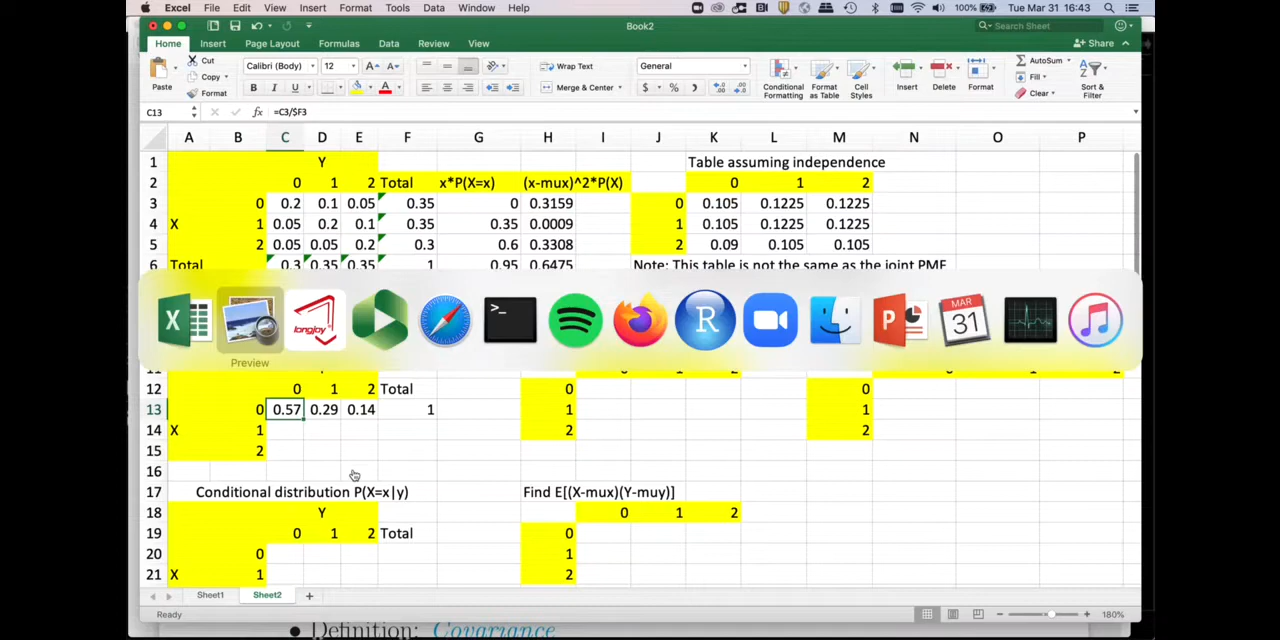 Excel File Edit View Insert Format Tools Data Window Help 100% Tue Mar 31 16:43
Book2
Search Sheet
Home Insert Page Layout Formulas Data Review View
Share
Paste
Cut
Copy
Format
Calibri (Body) 12
B I U
Wrap Text
Merge & Center
General
$ % )
Conditional Formatting
Format as Table
Cell Styles
Insert
Delete
Format
AutoSum
Fill
Clear
Sort & Filter
C13 fx =C3/$F3
A B C D E F G H I J K L M N O P
1 Y Table assuming independence
2 0 1 2 Total x*P(X=x) (x-mux)^2*P(X) 0 1 2
3 0 0.2 0.1 0.05 0.35 0 0.3159 0 0.105 0.1225 0.1225
4 X 1 0.05 0.2 0.1 0.35 0.35 0.0009 1 0.105 0.1225 0.1225
5 2 0.05 0.05 0.2 0.3 0.6 0.3308 2 0.09 0.105 0.105
6 Total 0.3 0.35 0.35 1 0.95 0.6475 Note: This table is not the same as the joint PMF
longjoy
MAR
31
Preview
12 0 1 2 Total 0 0
13 0 0.57 0.29 0.14 1 1 1
14 X 1 2 2
15 2
16
17 Conditional distribution P(X=x|y) Find E[(X-mux)(Y-muy)]
18 Y 0 1 2
19 0 1 2 Total 0
20 0 1
21 X 1 2
Sheet1 Sheet2 +
Ready 180%
Definition: Covariance